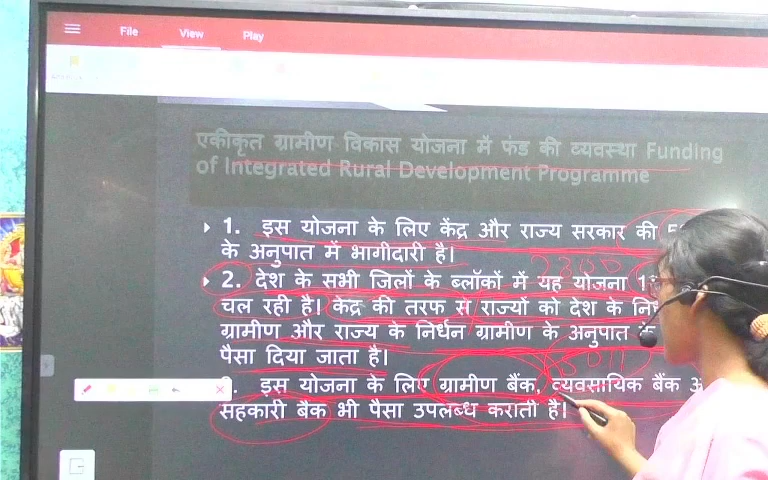 File View Play
एकीकृत ग्रामीण विकास योजना में फंड की व्यवस्था Funding
of Integrated Rural Development Programme
1. इस योजना के लिए केंद्र और राज्य सरकार की
के अनुपात में भागीदारी है।
2. देश के सभी जिलों के ब्लॉकों में यह योजना
चल रही है। केंद्र की तरफ से राज्यों को देश के
ग्रामीण और राज्य के निर्धन ग्रामीण के अनुपात
पैसा दिया जाता है।
इस योजना के लिए ग्रामीण बैंक, व्यवसायिक बैंक
सहकारी बैंक भी पैसा उपलब्ध कराती है।